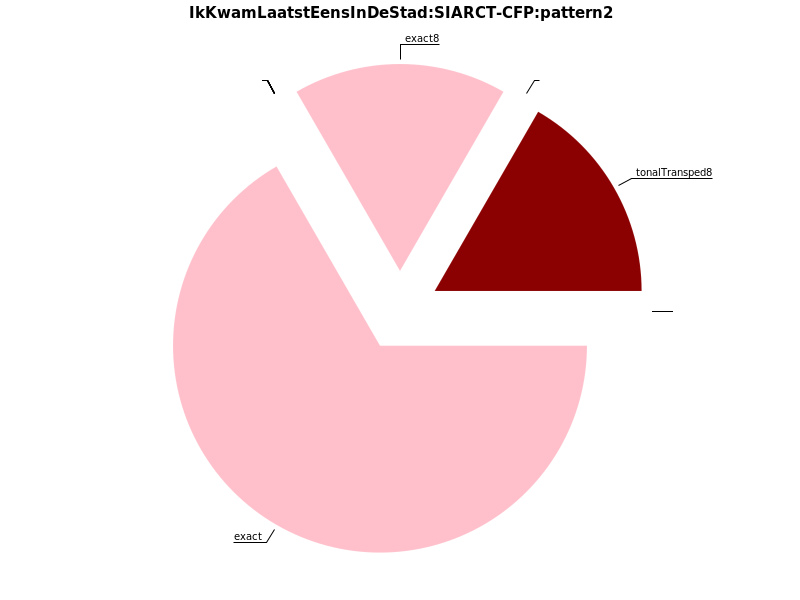 IkKwamLaatstEensInDeStad:SIARCT-CFP:pattern2
exact8
tonalTransped8
exact